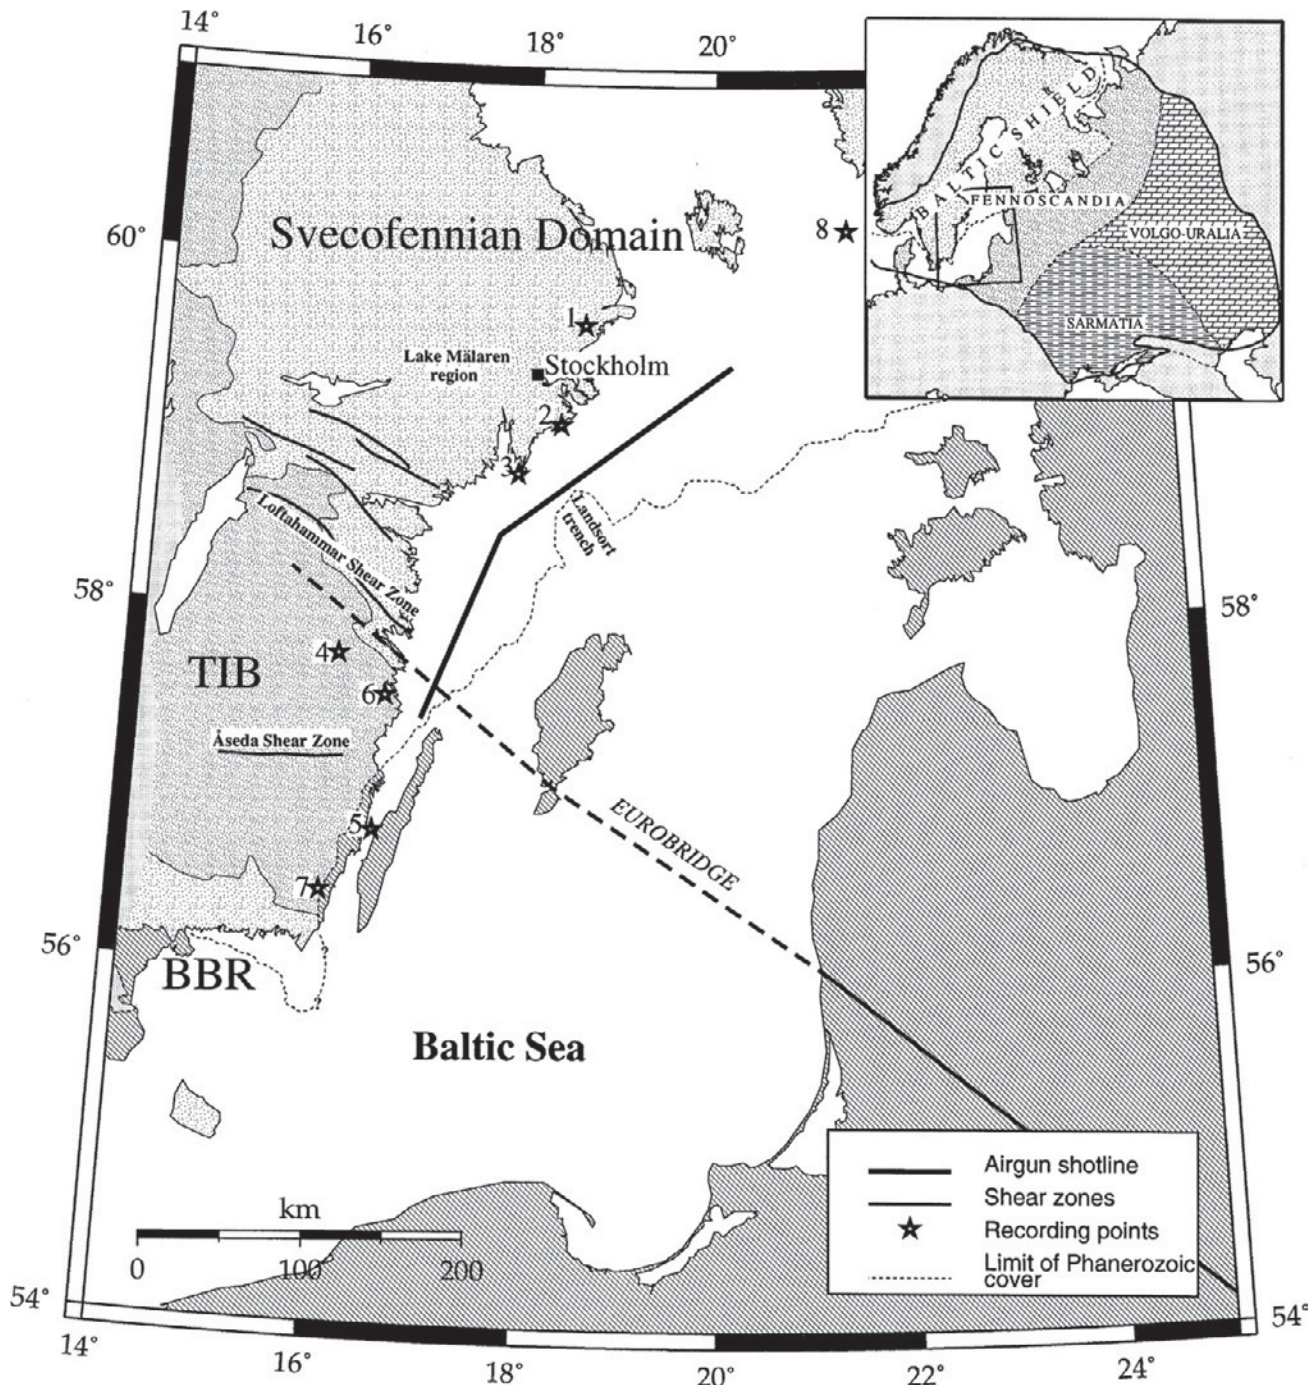 14°
16°
18°
20°
BALTIC SHIELD
FENNOSCANDIA
VOLGO-URALIA
SARMATIA
60°
Svecofennian Domain
8
1
Lake Mälaren
region
Stockholm
2
3
Landsort
trench
Loftahammar Shear Zone
58°
58°
4
TIB
6
Åseda Shear Zone
EUROBRIDGE
5
7
56°
56°
BBR
Baltic Sea
Airgun shotline
Shear zones
Recording points
Limit of Phanerozoic
cover
km
0
100
200
54°
54°
14°
16°
18°
20°
22°
24°